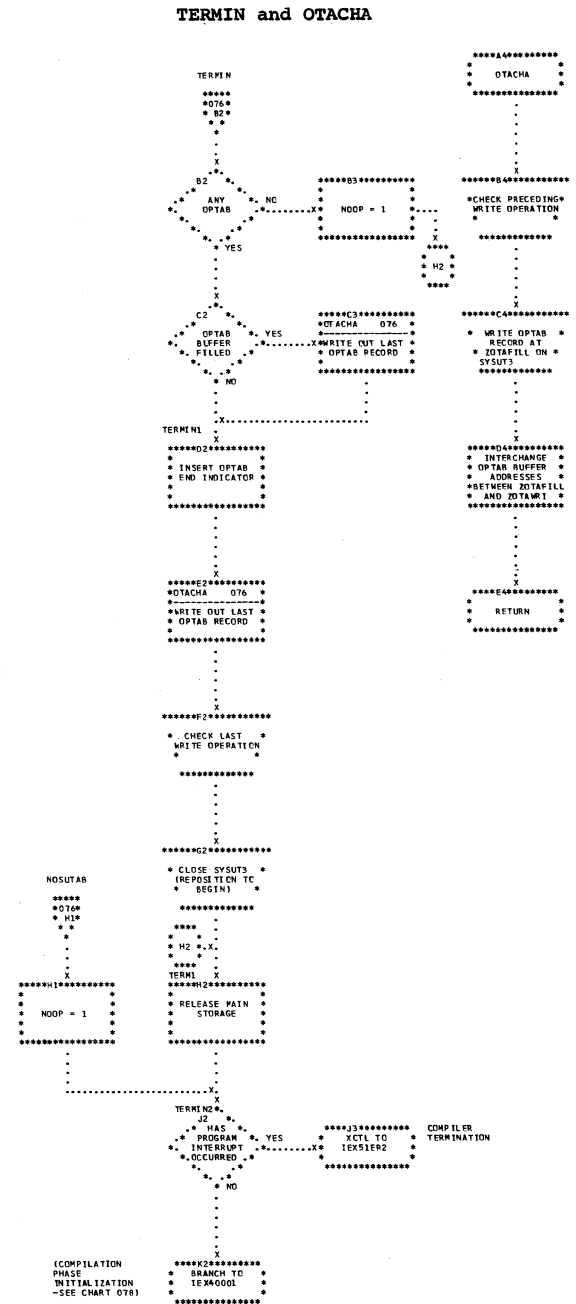 TERMIN and OTACHA
TERMIN
*076*
* B2*
B2
ANY
OPTAB
NO
YES
B3
NOOP = 1
H2
C2
OPTAB
BUFFER
FILLED
YES
NO
C3
*OTACHA 076 *
*WRITE OUT LAST *
* OPTAB RECORD *
TERMIN1
D2
INSERT OPTAB
END INDICATOR
E2
*OTACHA 076 *
*WRITE OUT LAST *
* OPTAB RECORD *
F2
CHECK LAST
WRITE OPERATION
G2
CLOSE SYSUT3
(REPOSITION TO
BEGIN)
NOSUTAB
*076*
* H1*
H1
NOOP = 1
H2
TERM1
H2
RELEASE MAIN
STORAGE
TERMIN2
J2
HAS
PROGRAM
INTERRUPT
OCCURRED
YES
NO
J3
XCTL TO
IEX51ER2
COMPILER
TERMINATION
(COMPILATION
PHASE
INITIALIZATION
-SEE CHART 078)
K2
BRANCH TO
IEX40001
A4
OTACHA
B4
*CHECK PRECEDING*
WRITE OPERATION
C4
WRITE OPTAB
RECORD AT
* ZOTAFILL ON *
SYSUT3
D4
INTERCHANGE
OPTAB BUFFER
ADDRESSES
*BETWEEN ZOTAFILL
AND ZOTAWRI
E4
RETURN